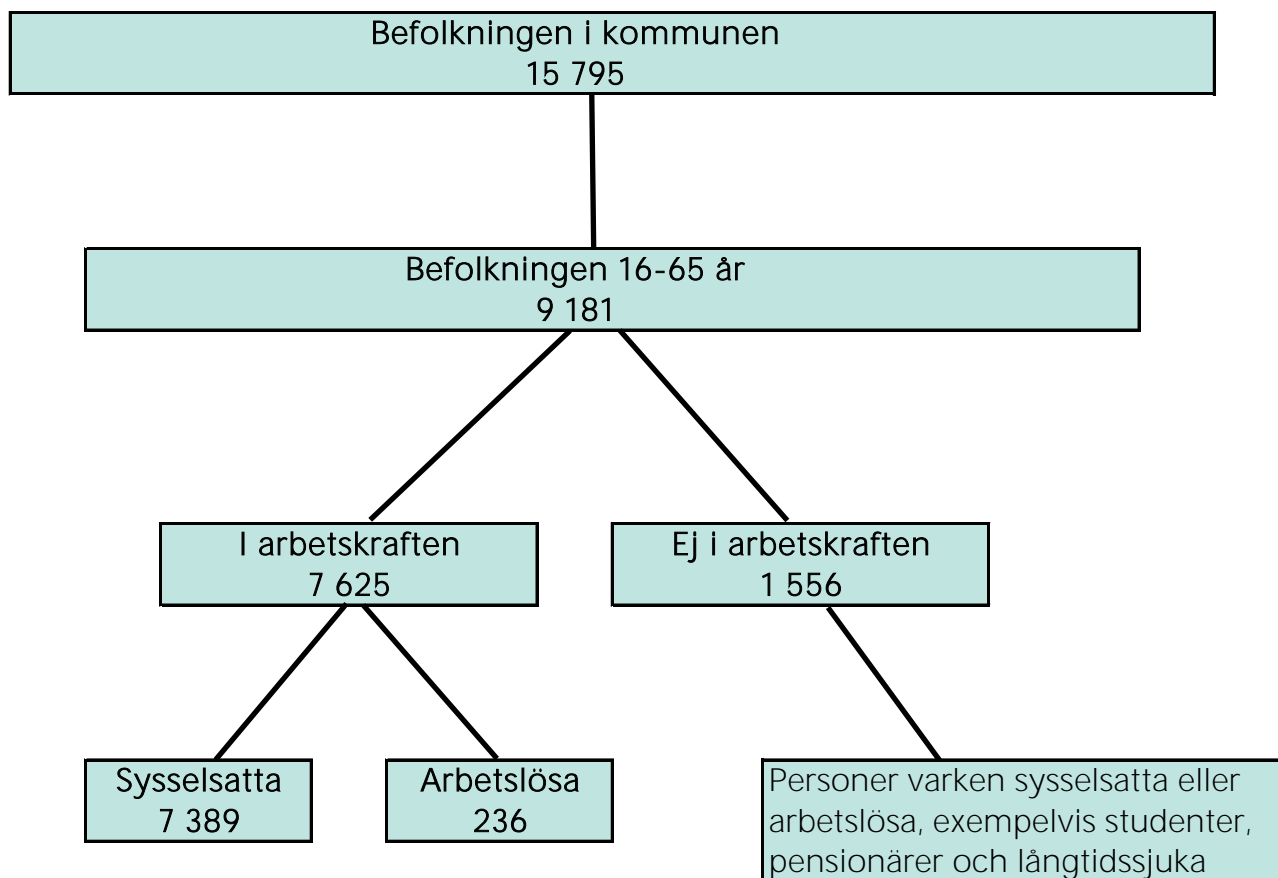 Befolkningen i kommunen
15 795
Befolkningen 16-65 år
9 181
I arbetskraften
7 625
Ej i arbetskraften
1 556
Sysselsatta
7 389
Arbetslösa
236
Personer varken sysselsatta eller
arbetslösa, exempelvis studenter,
pensionärer och långtidssjuka